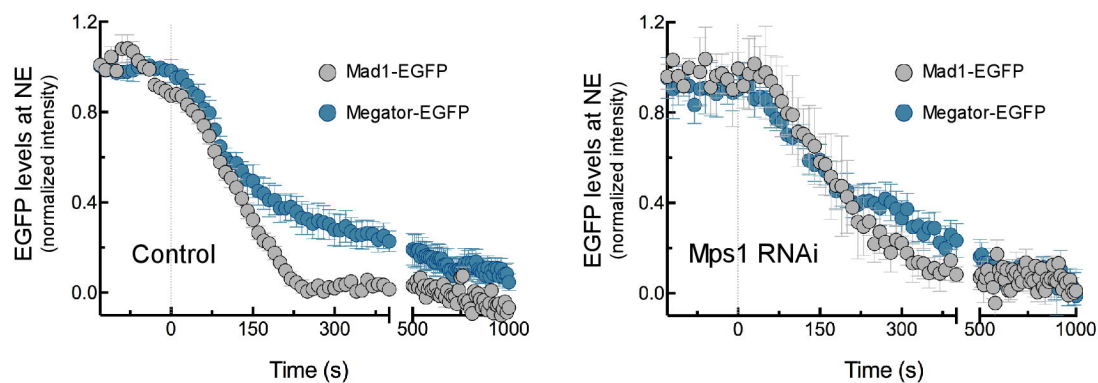 EGFP levels at NE
(normalized intensity)
1.2
0.8
0.4
0.0
Mad1-EGFP
Megator-EGFP
Control
0
150
300
500
1000
Time (s)
EGFP levels at NE
(normalized intensity)
1.2
0.8
0.4
0.0
Mad1-EGFP
Megator-EGFP
Mps1 RNAi
0
150
300
500
1000
Time (s)